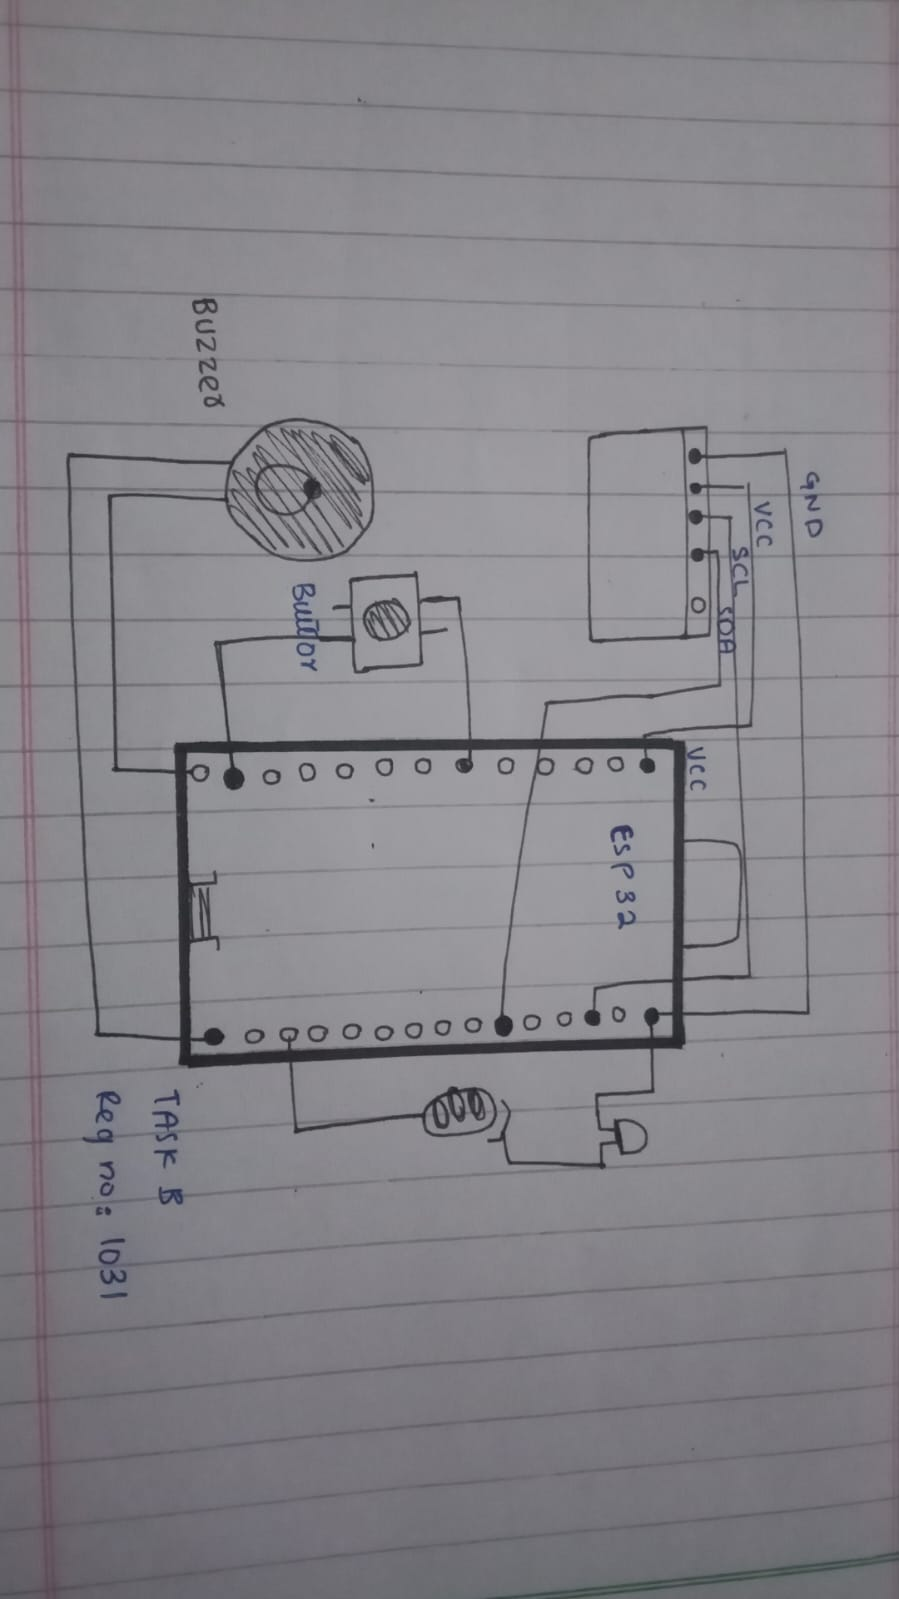 GND
VCC
SCL
SDA
VCC
ESP32
Buzzer
Button
TASK B
Reg no: 1031